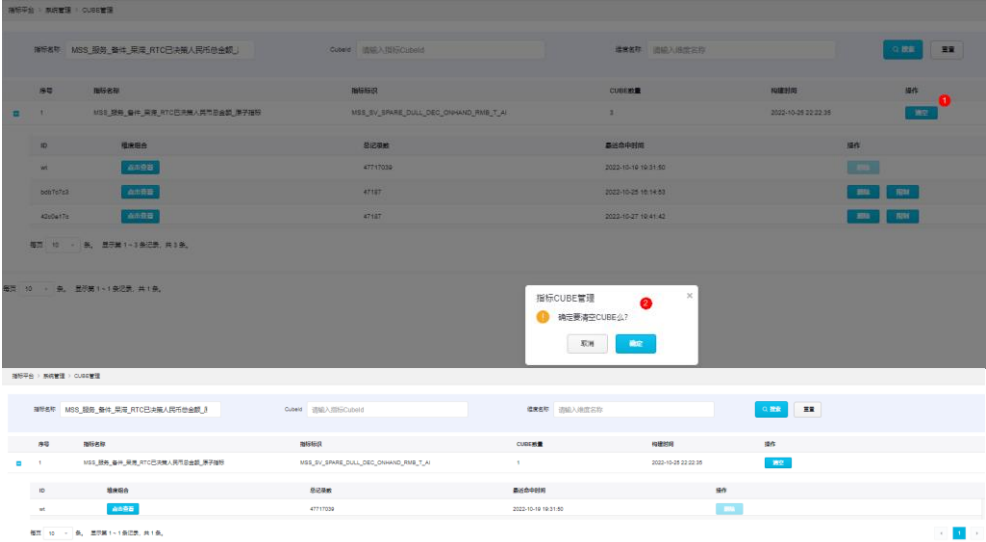 指标平台 > 系统管理 > CUBE管理
指标名称 MSS_服务_备件_呆滞_RTC已决策人民币总金额_ CubeId 请输入指标CubeId 维度名称 请输入维度名称 搜索 重置
序号 指标名称 指标标识 CUBE数量 构建时间 操作
1 MSS_服务_备件_呆滞_RTC已决策人民币总金额_原子指标 MSS_SV_SPARE_DULL_DEC_ONHAND_RMB_T_AI 3 2022-10-25 22:22:35 清空 1
ID 维度组合 总记录数 最近命中时间 操作
点击查看 47717039 2022-10-19 19:31:50 删除
点击查看 47187 2022-10-25 16:14:53 删除
42c0a17c 点击查看 47187 2022-10-27 19:41:42 删除
每页 10 条。 显示第 1 ~ 3 条记录，共 3 条。
每页 10 条。 显示第 1 ~ 1 条记录，共 1 条。
指标CUBE管理 2 ×
确定要清空CUBE么?
取消 确定
指标平台 > 系统管理 > CUBE管理
指标名称 MSS_服务_备件_呆滞_RTC已决策人民币总金额_ CubeId 请输入指标CubeId 维度名称 请输入维度名称 搜索 重置
序号 指标名称 指标标识 CUBE数量 构建时间 操作
1 MSS_服务_备件_呆滞_RTC已决策人民币总金额_原子指标 MSS_SV_SPARE_DULL_DEC_ONHAND_RMB_T_AI 1 2022-10-25 22:22:35 清空
ID 维度组合 总记录数 最近命中时间 操作
点击查看 47717039 2022-10-19 19:31:50 删除
每页 10 条。 显示第 1 ~ 1 条记录，共 1 条。 < 1 >